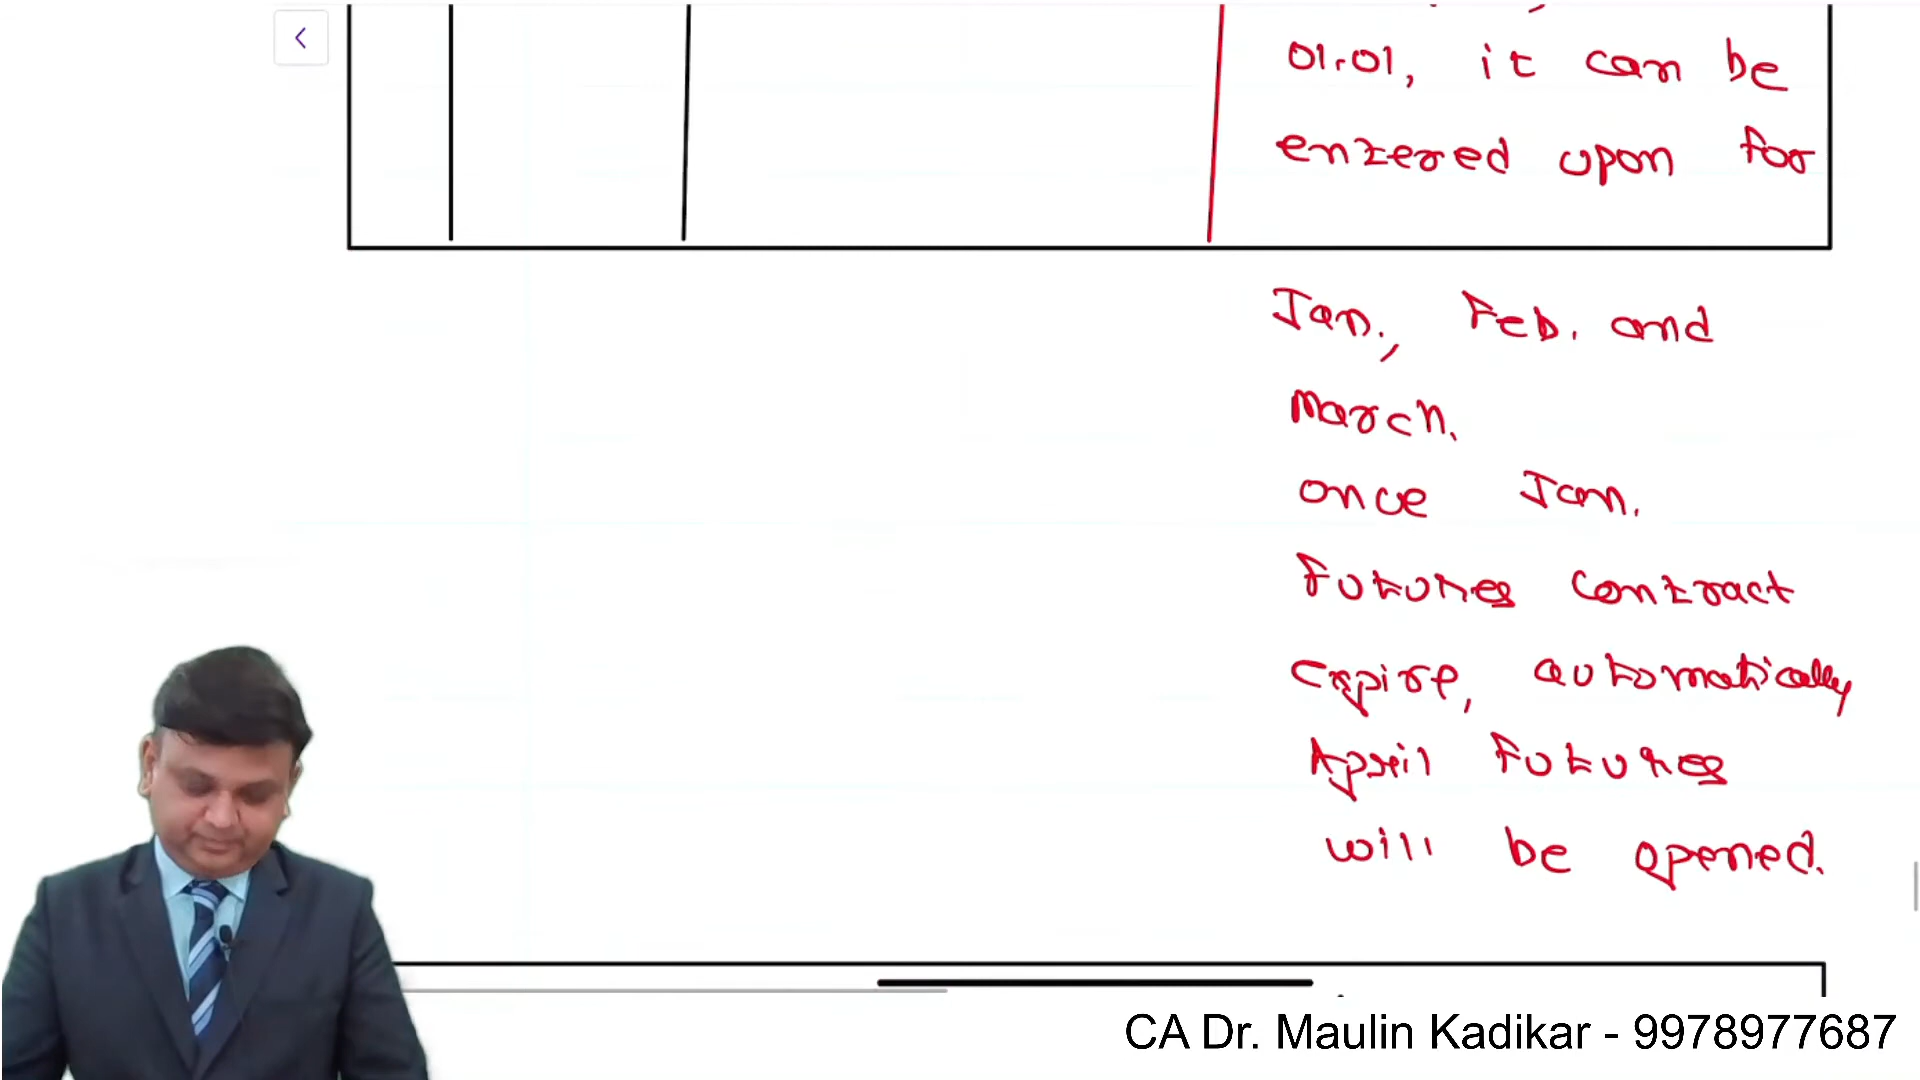 01.01, it can be
entered upon for
Jan., Feb. and
March.
once Jan.
Futures contract
Expire, automatically
April Futures
will be opened.
CA Dr. Maulin Kadikar - 9978977687